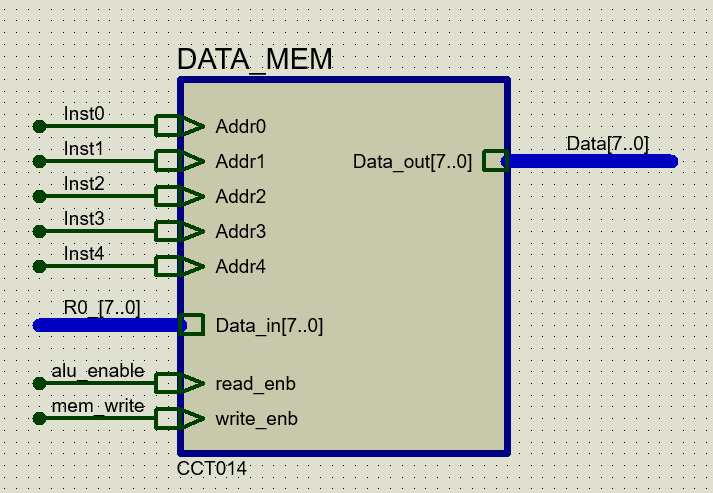 DATA_MEM
Inst0
Addr0
Inst1
Addr1
Data_out[7..0]
Data[7..0]
Inst2
Addr2
Inst3
Addr3
Inst4
Addr4
R0_[7..0]
Data_in[7..0]
alu_enable
read_enb
mem_write
write_enb
CCT014